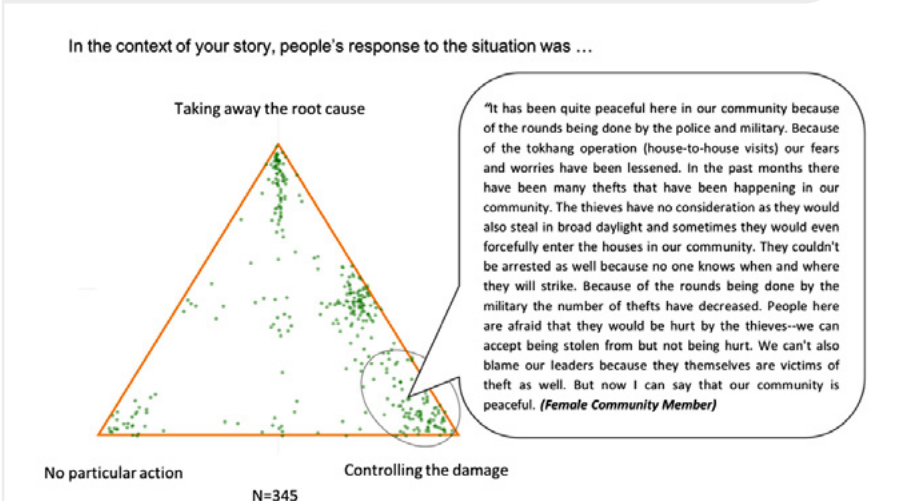 In the context of your story, people's response to the situation was …
Taking away the root cause
"It has been quite peaceful here in our community because
of the rounds being done by the police and military. Because
of the tokhang operation (house-to-house visits) our fears
and worries have been lessened. In the past months there
have been many thefts that have been happening in our
community. The thieves have no consideration as they would
also steal in broad daylight and sometimes they would even
forcefully enter the houses in our community. They couldn't
be arrested as well because no one knows when and where
they will strike. Because of the rounds being done by the
military the number of thefts have decreased. People here
are afraid that they would be hurt by the thieves--we can
accept being stolen from but not being hurt. We can't also
blame our leaders because they themselves are victims of
theft as well. But now I can say that our community is
peaceful. (Female Community Member)
No particular action
Controlling the damage
N=345